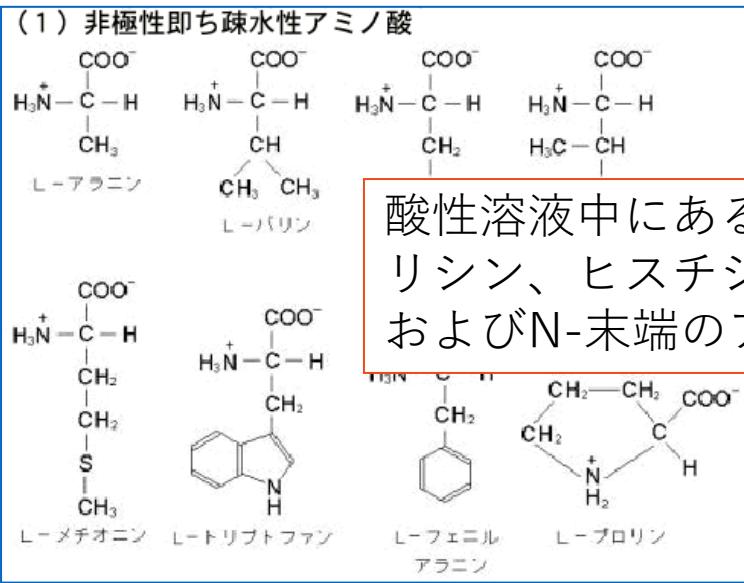 (1)非極性即ち疎水性アミノ酸
COO⁻ COO⁻ COO⁻ COO⁻
H₃N⁺－C－H H₃N⁺－C－H H₃N⁺－C－H H₃N⁺－C－H
CH₃ CH CH₂ H₃C－CH
CH₃ CH₃
L－アラニン
L－バリン
酸性溶液中にある
リシン、ヒスチジ
およびN-末端のア
COO⁻ COO⁻
H₃N⁺－C－H H₃N⁺－C－H
CH₂ CH₂ CH₂ CH₂－CH₂ COO⁻
CH₂ CH₂ C
S N⁺ H
H₂
CH₃ N
H
L－メチオニン L－トリプトファン L－フェニル L－プロリン
アラニン